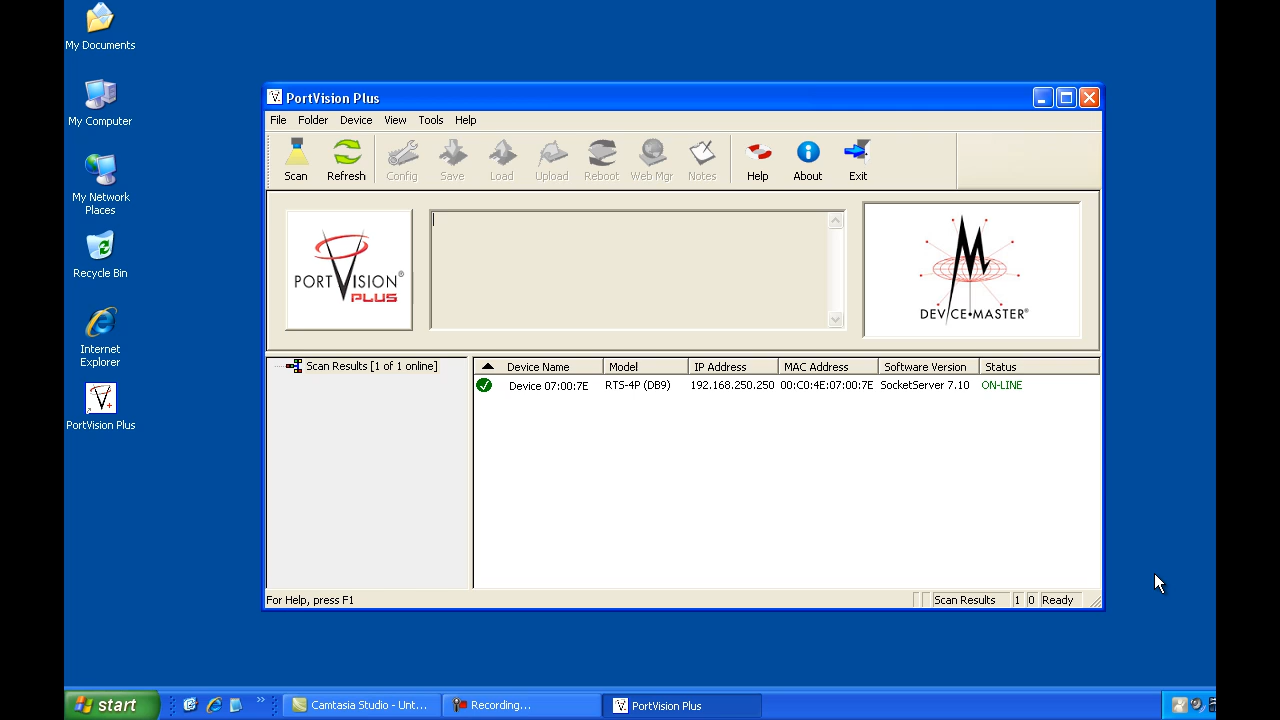 My Documents
My Computer
My Network
Places
Recycle Bin
Internet
Explorer
PortVision Plus
PortVision Plus
File Folder Device View Tools Help
Scan Refresh Config Save Load Upload Reboot Web Mgr Notes Help About Exit
PORTVISION®
PLUS
DEVICE•MASTER®
Scan Results [1 of 1 online]
Device Name Model IP Address MAC Address Software Version Status
Device 07:00:7E RTS-4P (DB9) 192.168.250.250 00:C0:4E:07:00:7E SocketServer 7.10 ON-LINE
For Help, press F1
Scan Results 1 0 Ready
start
Camtasia Studio - Unt...
Recording...
PortVision Plus